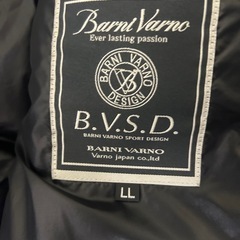 Barni Varno
Ever lasting passion
BARNI VARNO
DESIGN
B.V.S.D.
BARNI VARNO SPORT DESIGN
BARNI VARNO
Varno japan co.,ltd
LL